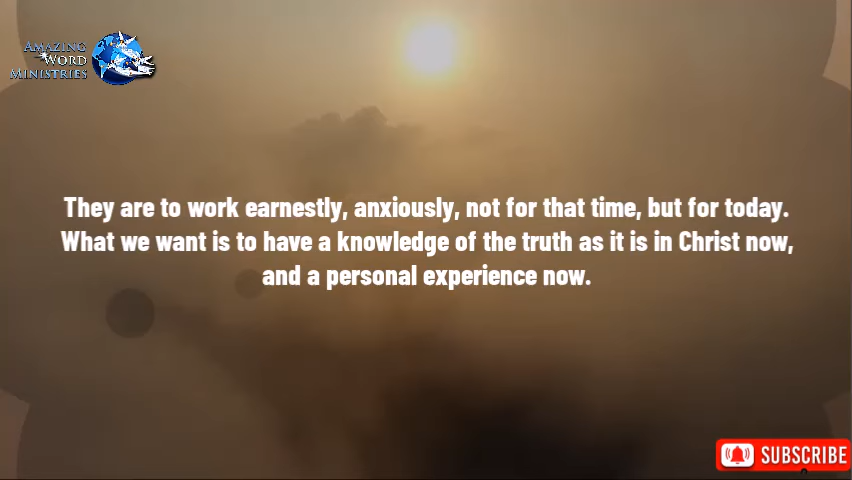 AMAZING
WORD
MINISTRIES
They are to work earnestly, anxiously, not for that time, but for today.
What we want is to have a knowledge of the truth as it is in Christ now,
and a personal experience now.
SUBSCRIBE